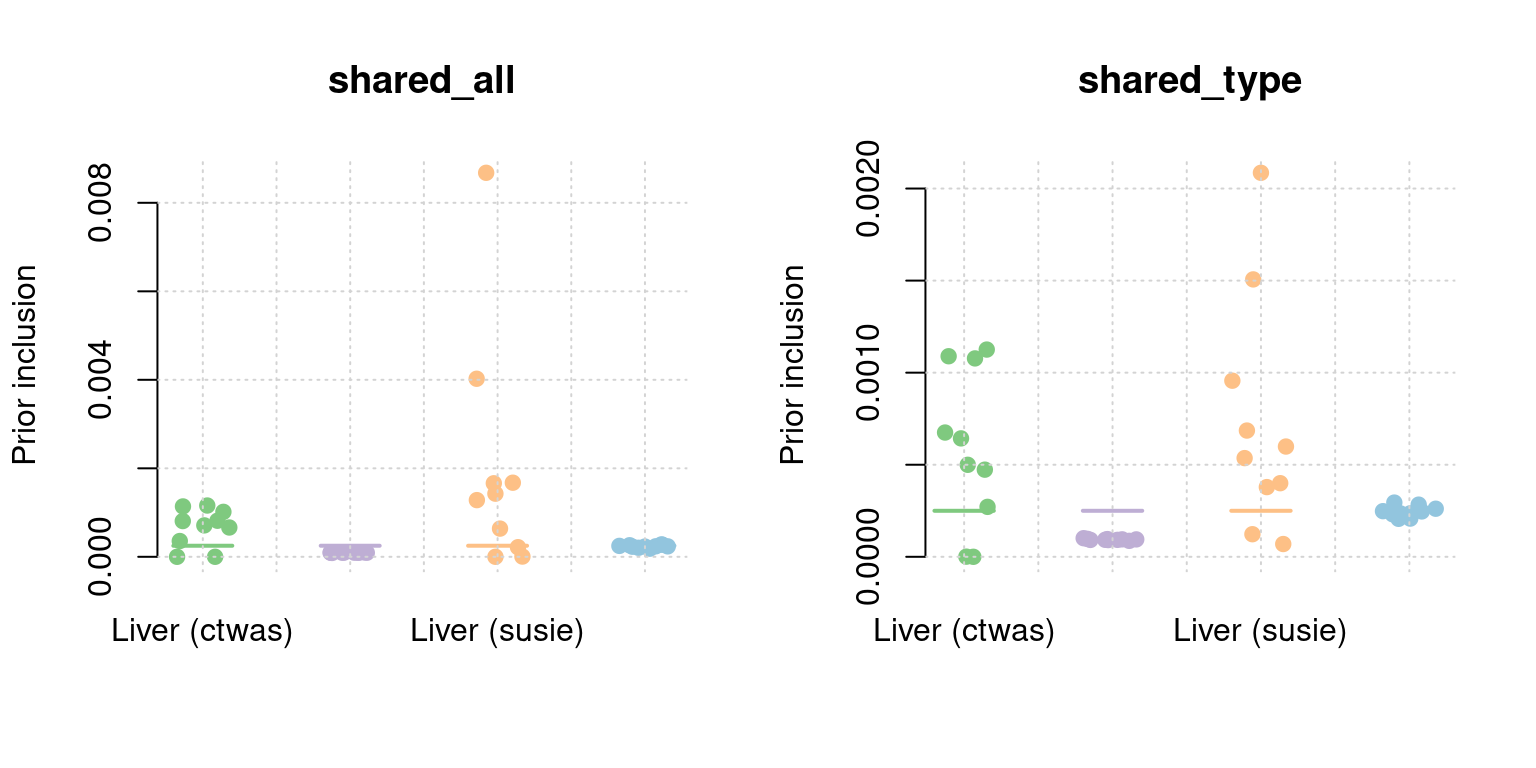 shared_all
Prior inclusion
0.008
0.004
0.000
Liver (ctwas)
Liver (susie)
shared_type
Prior inclusion
0.0020
0.0010
0.0000
Liver (ctwas)
Liver (susie)